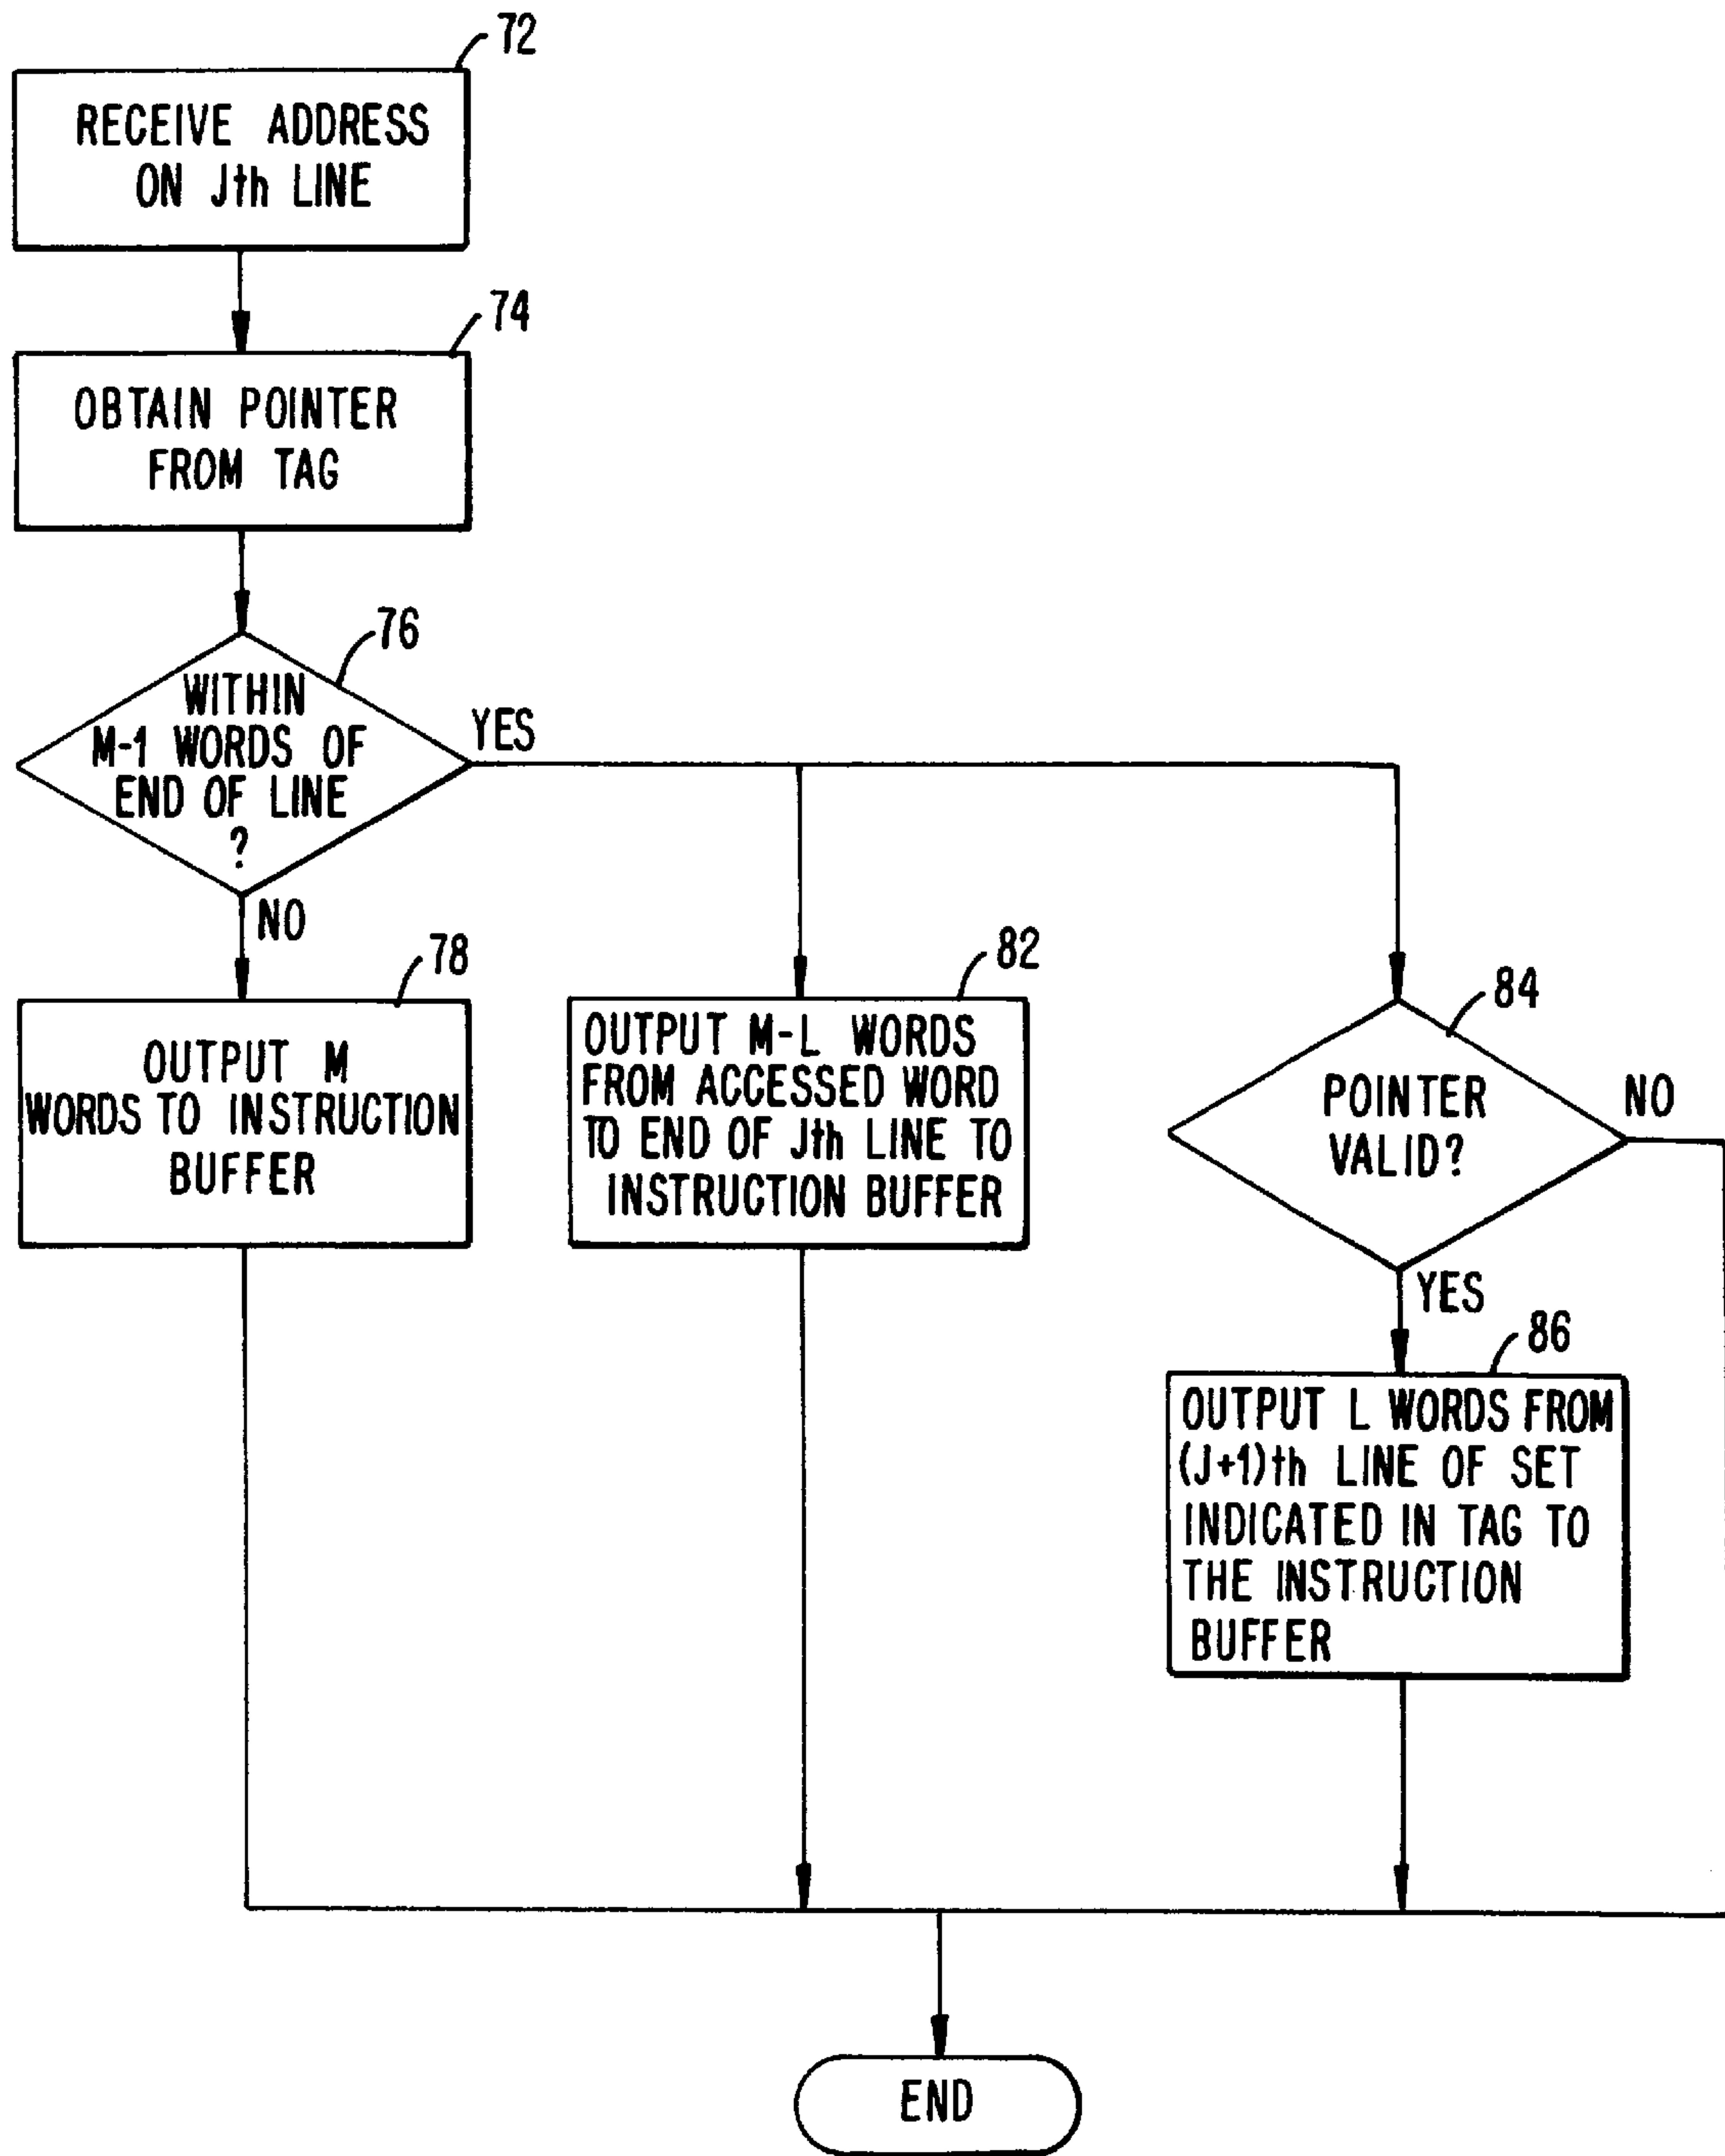 72
RECEIVE ADDRESS
ON Jth LINE
74
OBTAIN POINTER
FROM TAG
76
WITHIN
M-1 WORDS OF
END OF LINE
?
YES
NO
78
OUTPUT M
WORDS TO INSTRUCTION
BUFFER
82
OUTPUT M-L WORDS
FROM ACCESSED WORD
TO END OF Jth LINE TO
INSTRUCTION BUFFER
84
POINTER
VALID?
NO
YES
86
OUTPUT L WORDS FROM
(J+1)th LINE OF SET
INDICATED IN TAG TO
THE INSTRUCTION
BUFFER
END